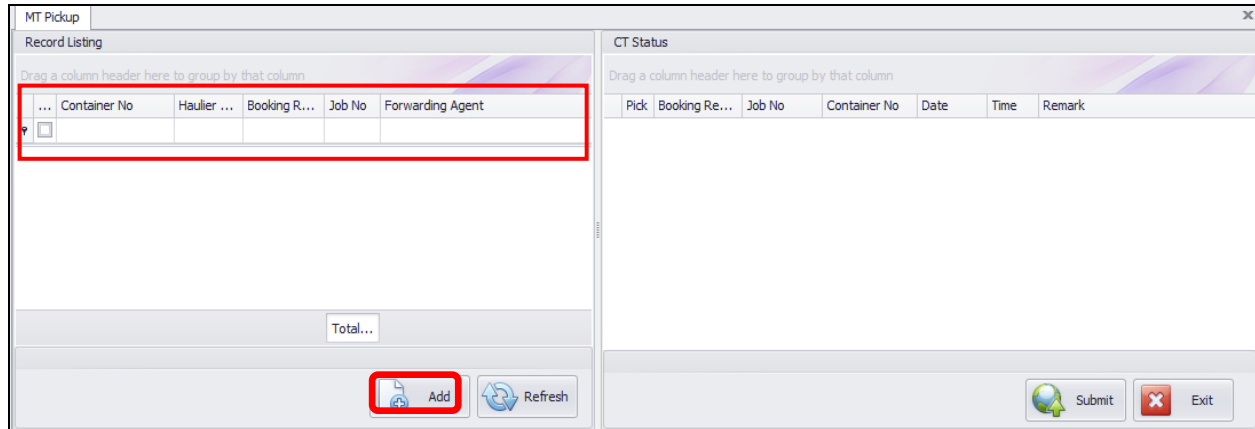 MT Pickup
x
Record Listing
Drag a column header here to group by that column
... Container No Haulier ... Booking R... Job No Forwarding Agent
Total...
Add Refresh
CT Status
Drag a column header here to group by that column
Pick Booking Re... Job No Container No Date Time Remark
Submit Exit